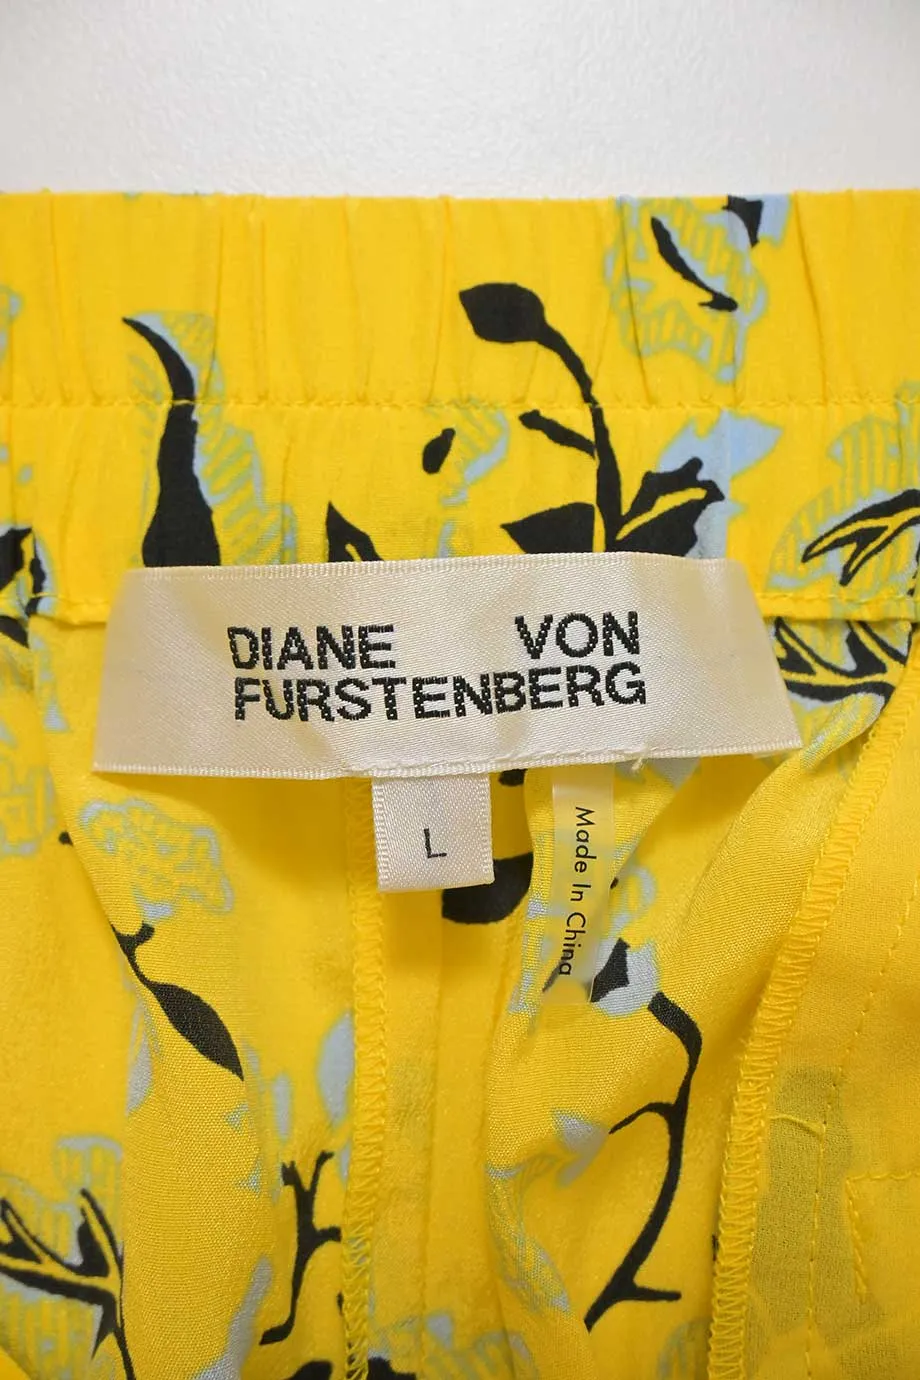 DIANE VON
FURSTENBERG
L
Made In China